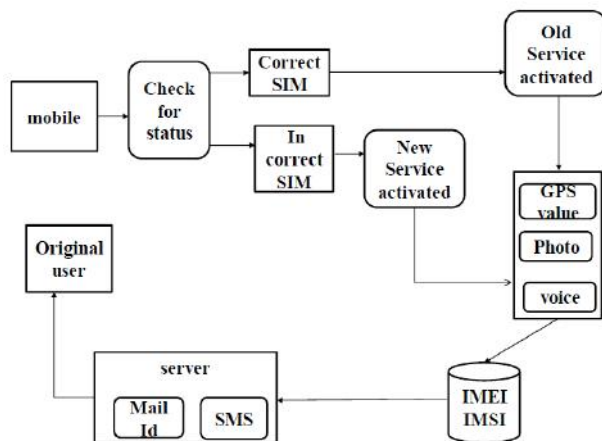 mobile
Check
for
status
Correct
SIM
In
correct
SIM
Old
Service
activated
New
Service
activated
GPS
value
Photo
voice
IMEI
IMSI
server
Mail
Id
SMS
Original
user